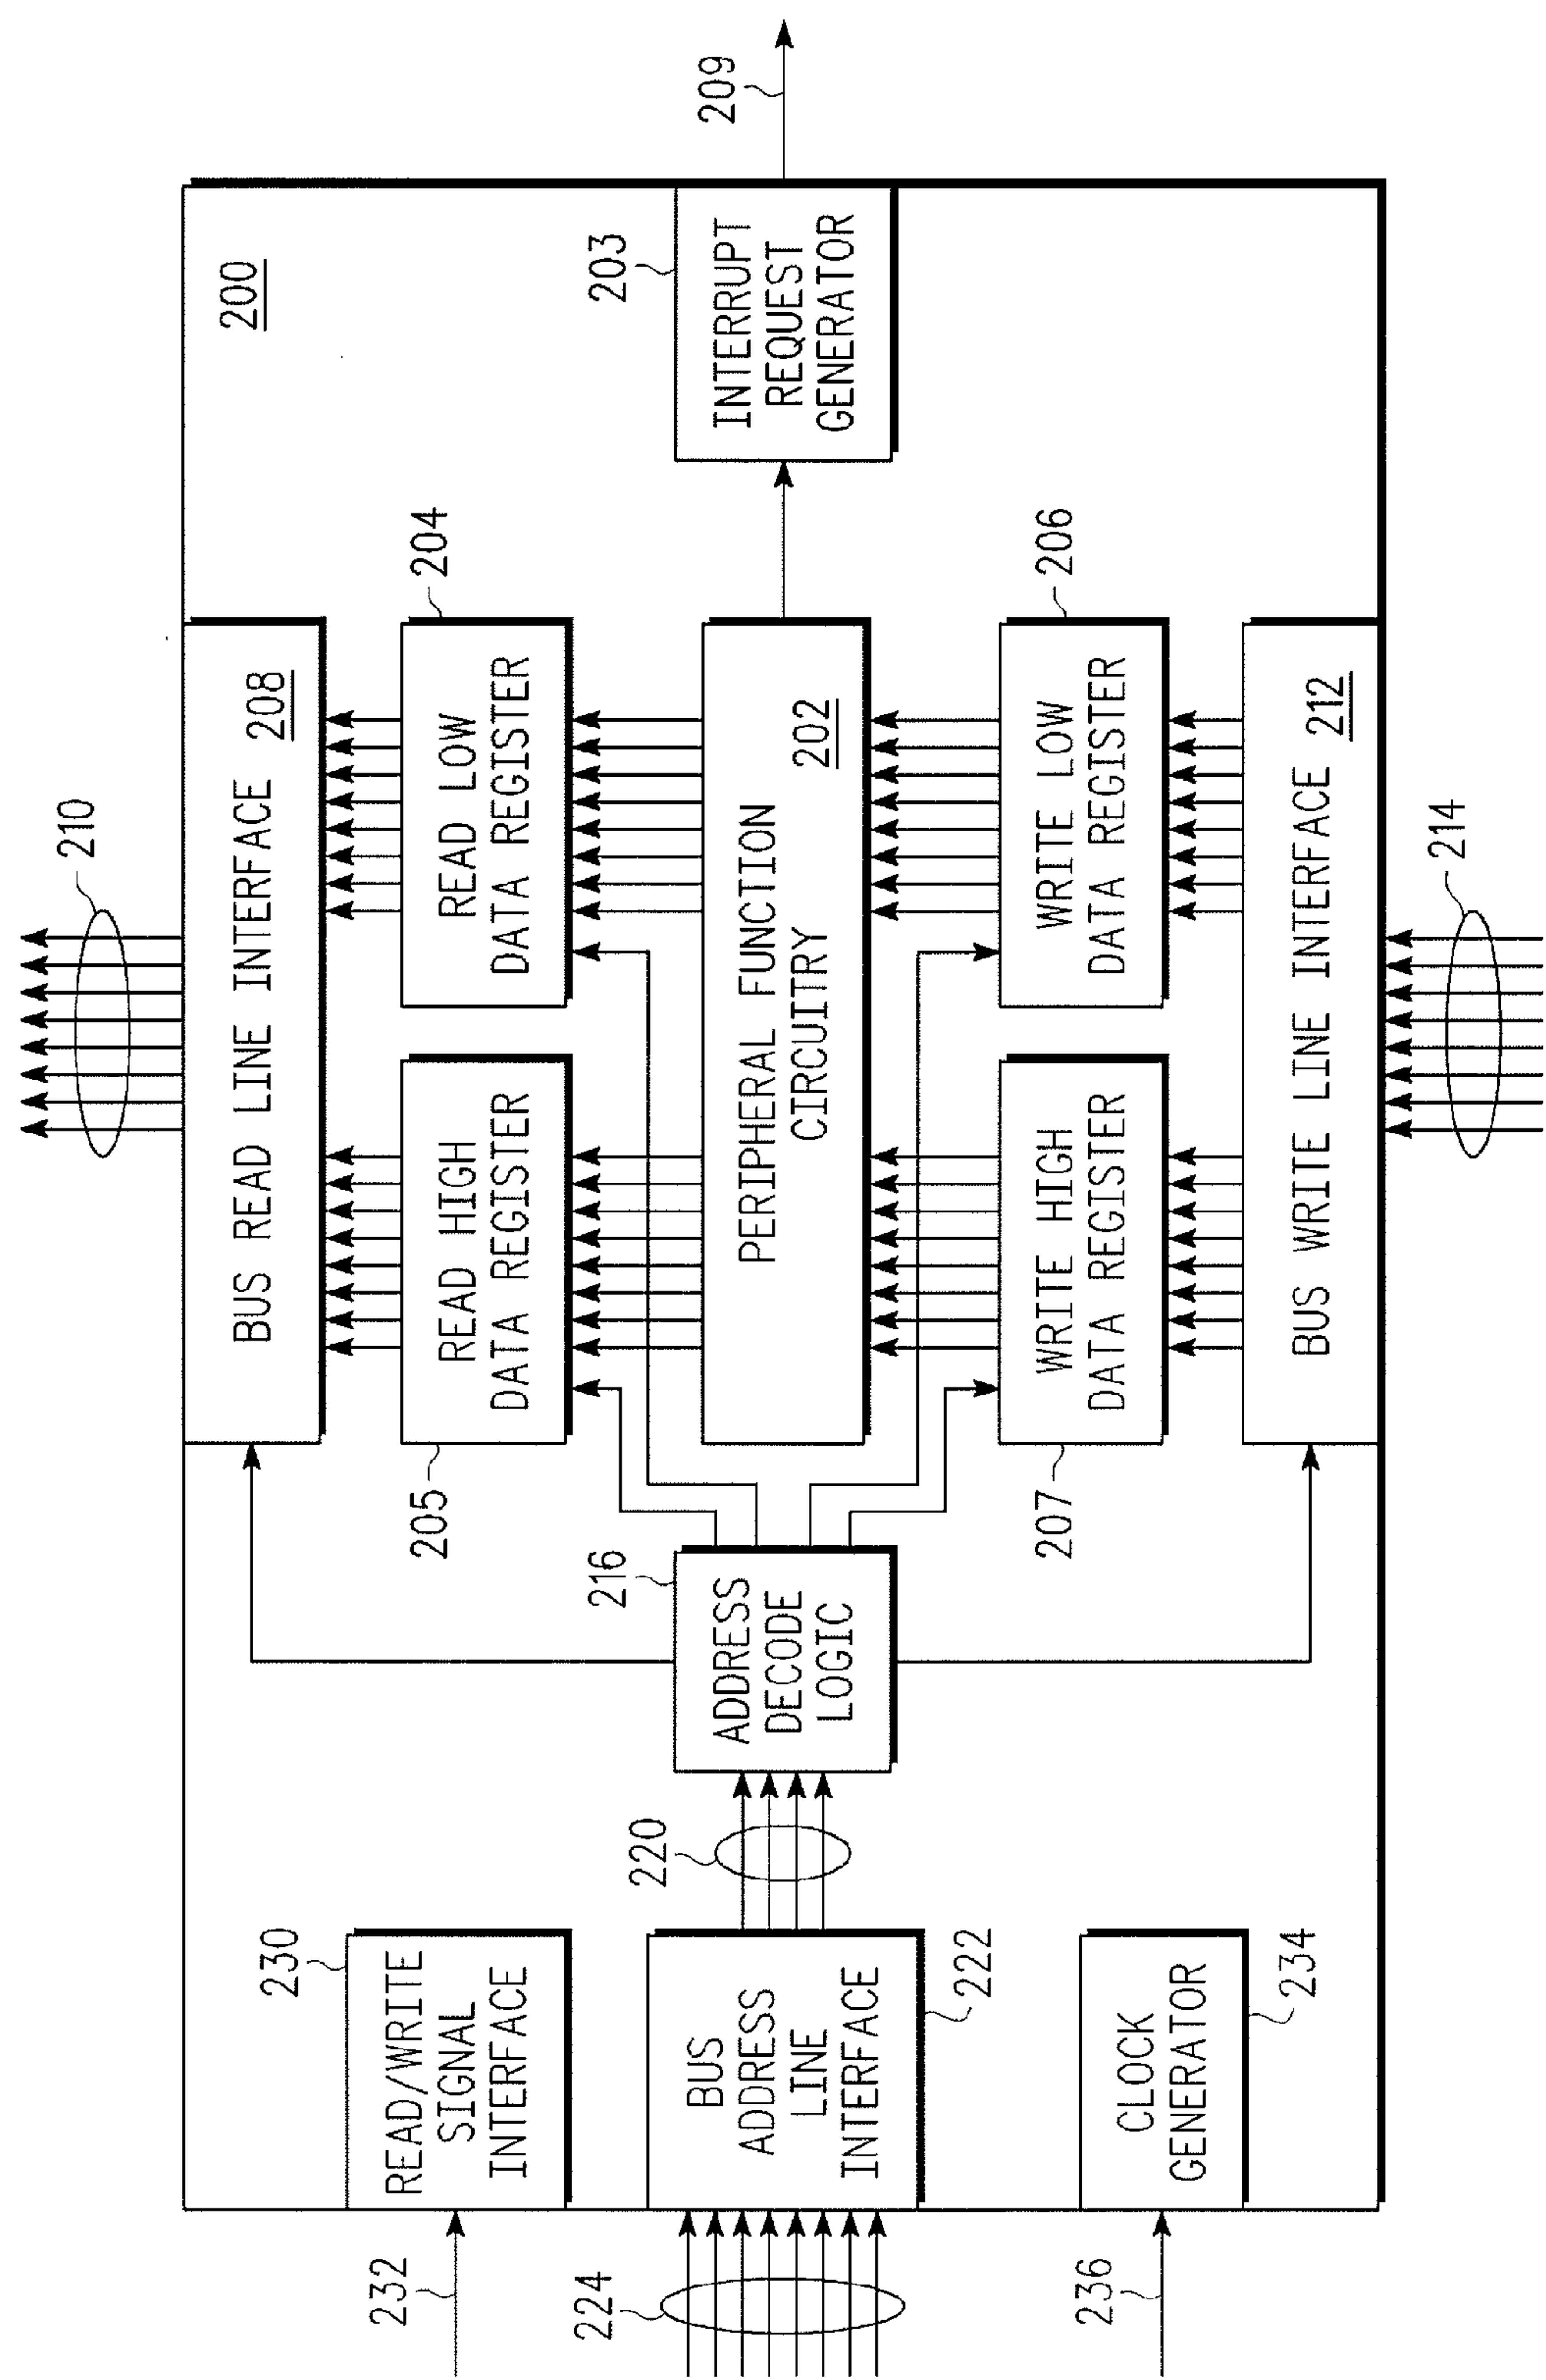 200
209
203
INTERRUPT
REQUEST
GENERATOR
210
BUS READ LINE INTERFACE 208
204
READ LOW
DATA REGISTER
205
READ HIGH
DATA REGISTER
PERIPHERAL FUNCTION
CIRCUITRY
202
206
WRITE LOW
DATA REGISTER
207
WRITE HIGH
DATA REGISTER
BUS WRITE LINE INTERFACE 212
214
216
ADDRESS
DECODE
LOGIC
220
230
READ/WRITE
SIGNAL
INTERFACE
232
BUS
ADDRESS
LINE
INTERFACE
222
224
CLOCK
GENERATOR
234
236